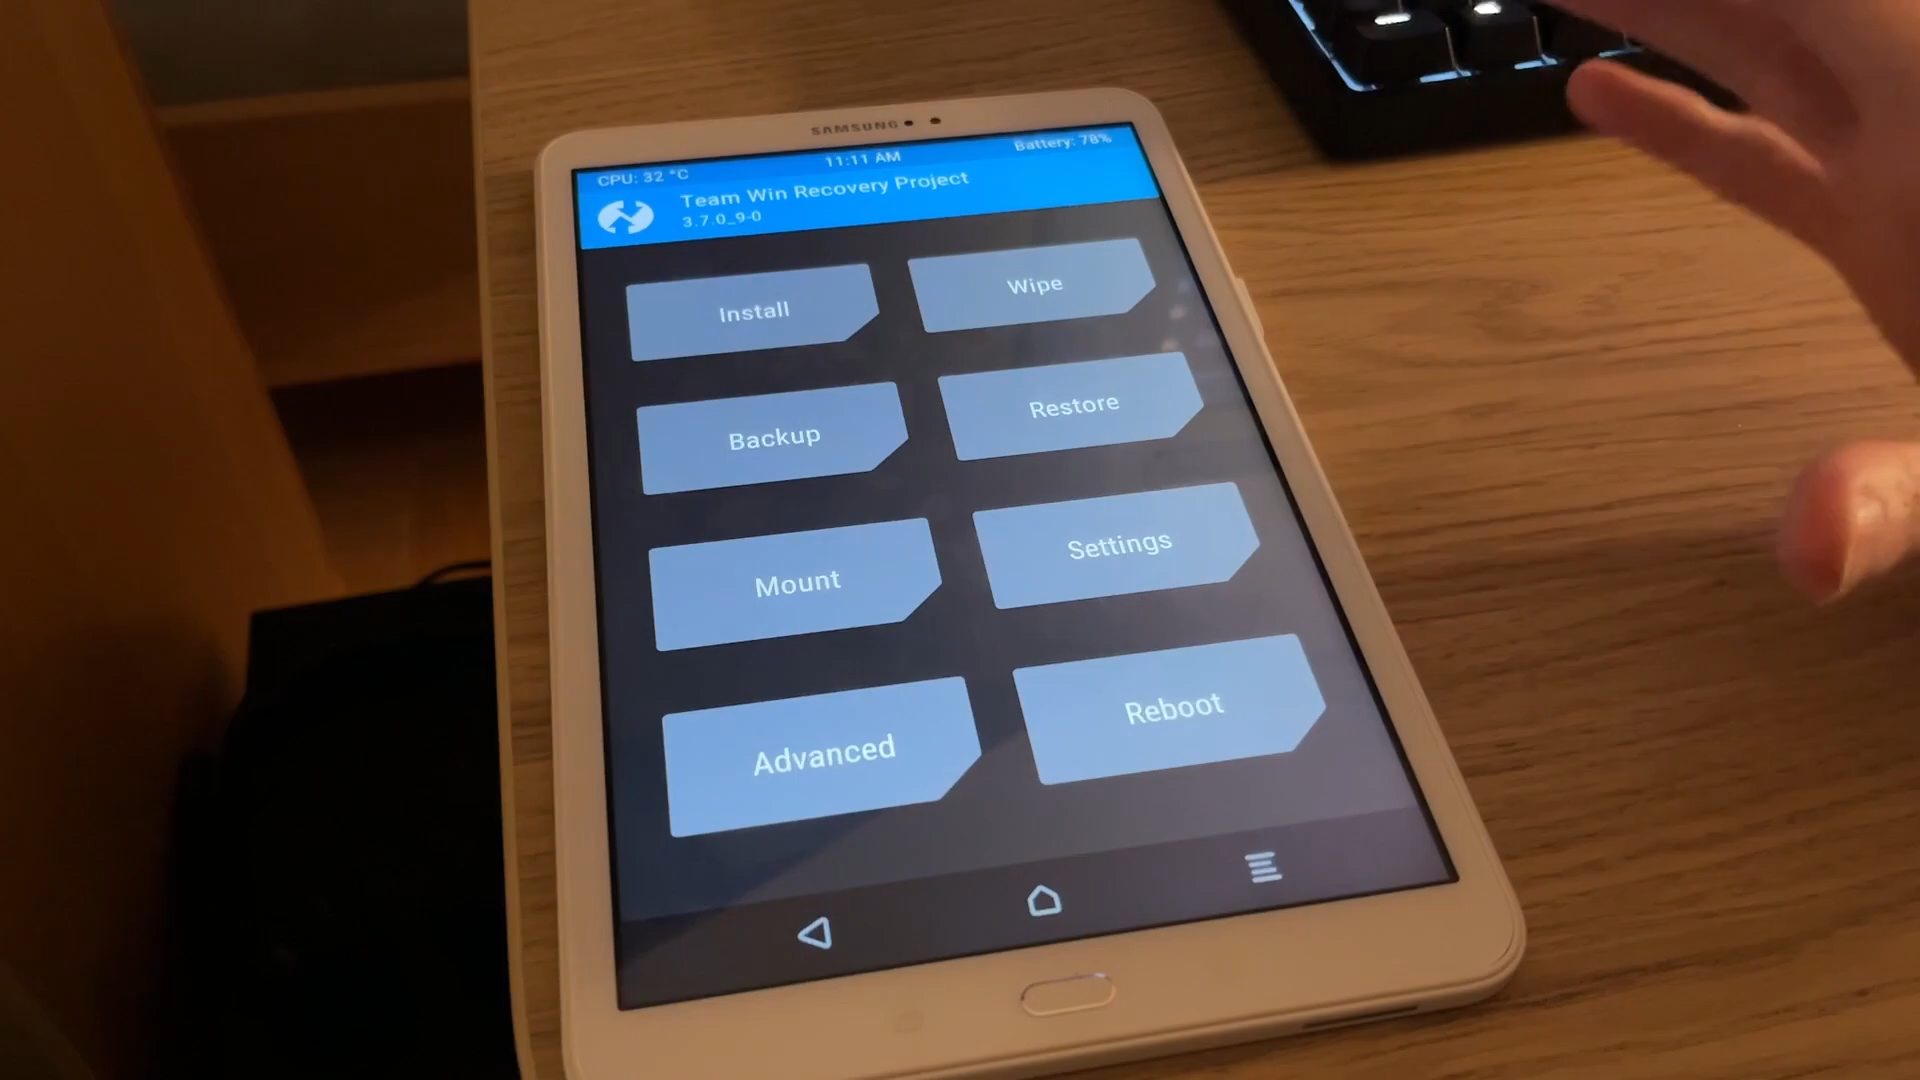 SAMSUNG
CPU: 32 °C
11:11 AM
Battery: 78%
Team Win Recovery Project
3.7.0_9-0
Install
Wipe
Backup
Restore
Mount
Settings
Advanced
Reboot